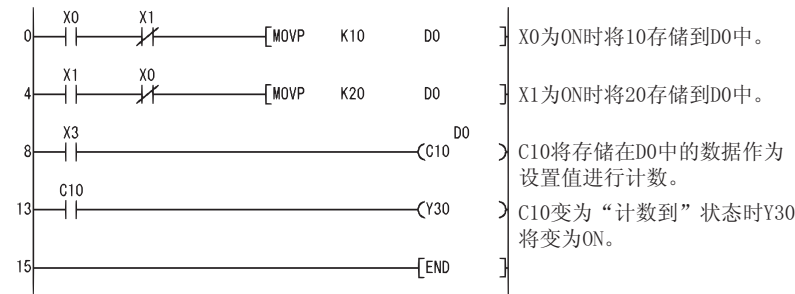 X0 X1
0 MOVP K10 D0 X0为ON时将10存储到D0中。
X1 X0
4 MOVP K20 D0 X1为ON时将20存储到D0中。
X3 D0
8 C10 C10将存储在D0中的数据作为
设置值进行计数。
C10
13 Y30 C10变为“计数到”状态时Y30
将变为ON。
15 END